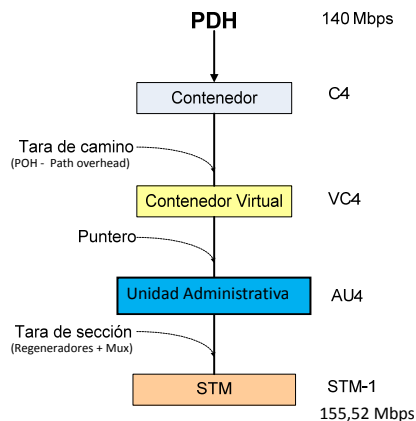 PDH 140 Mbps
Contenedor C4
Tara de camino
(POH - Path overhead)
Contenedor Virtual VC4
Puntero
Unidad Administrativa AU4
Tara de sección
(Regeneradores + Mux)
STM STM-1
155,52 Mbps